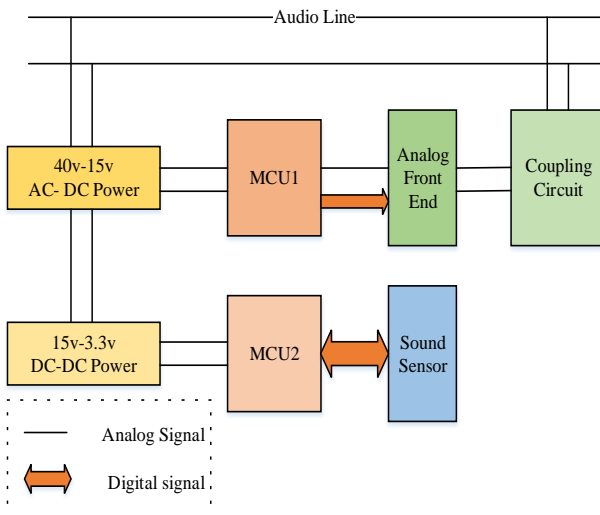 Audio Line
40v-15v
AC- DC Power
MCU1
Analog
Front
End
Coupling
Circuit
15v-3.3v
DC-DC Power
MCU2
Sound
Sensor
Analog Signal
Digital signal